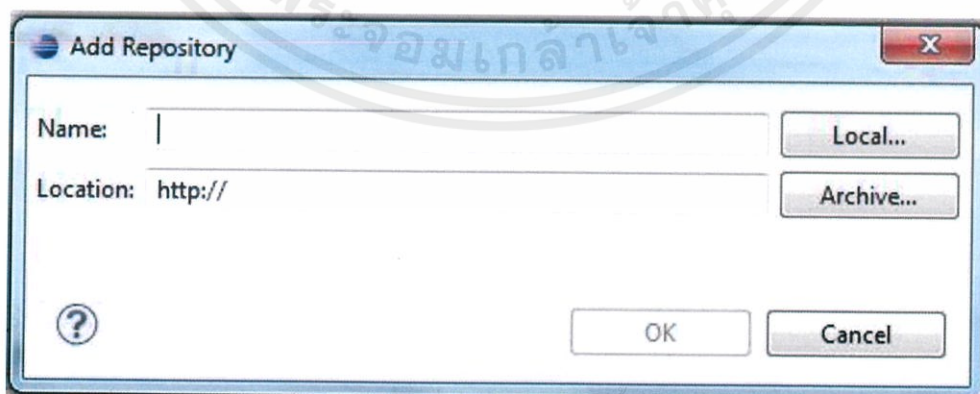 Add Repository
Name:
Local...
Location: http://
Archive...
OK
Cancel